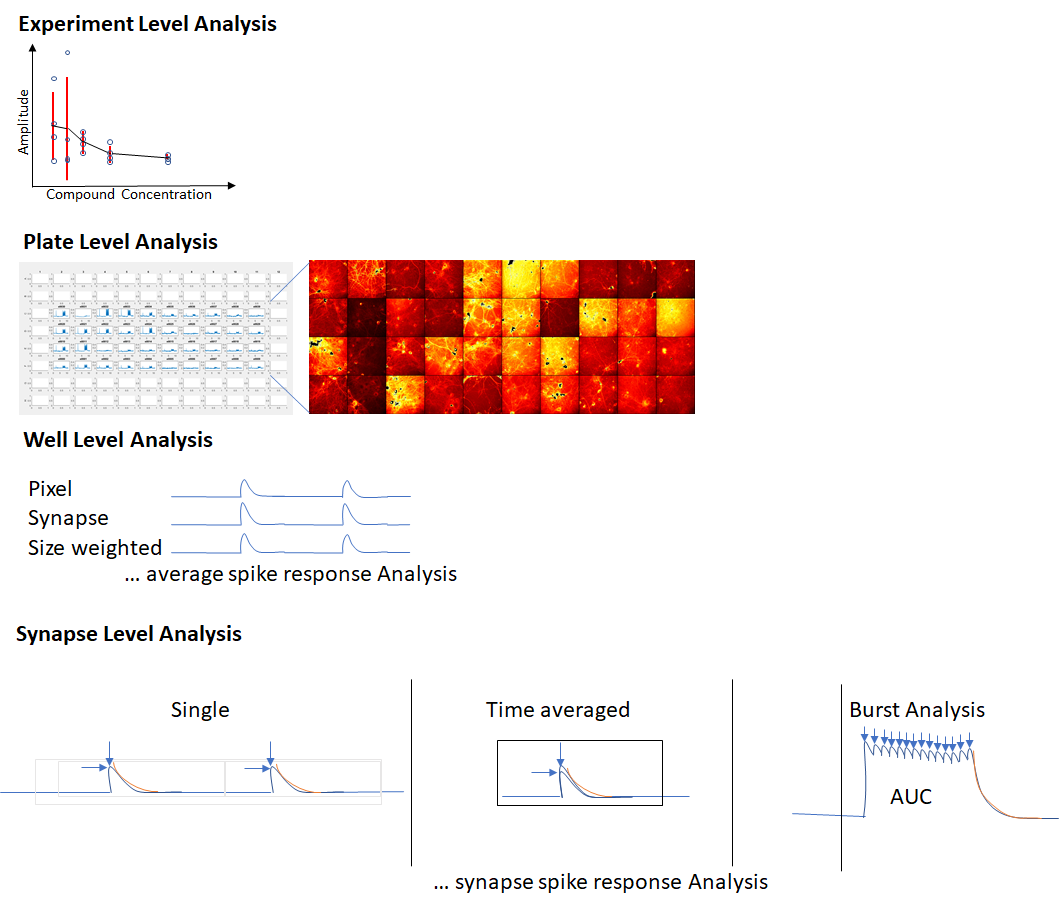 Experiment Level Analysis
Amplitude
Compound Concentration
Plate Level Analysis
Well Level Analysis
Pixel
Synapse
Size weighted
... average spike response Analysis
Synapse Level Analysis
Single
Time averaged
Burst Analysis
AUC
... synapse spike response Analysis